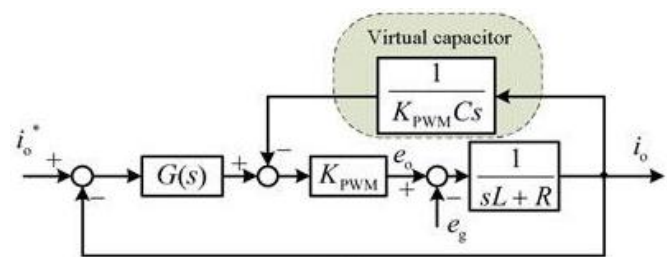 Virtual capacitor
1
K_PWM Cs
i_o*
+
−
G(s)
+
−
K_PWM
e_o
+
−
e_g
1
sL + R
i_o